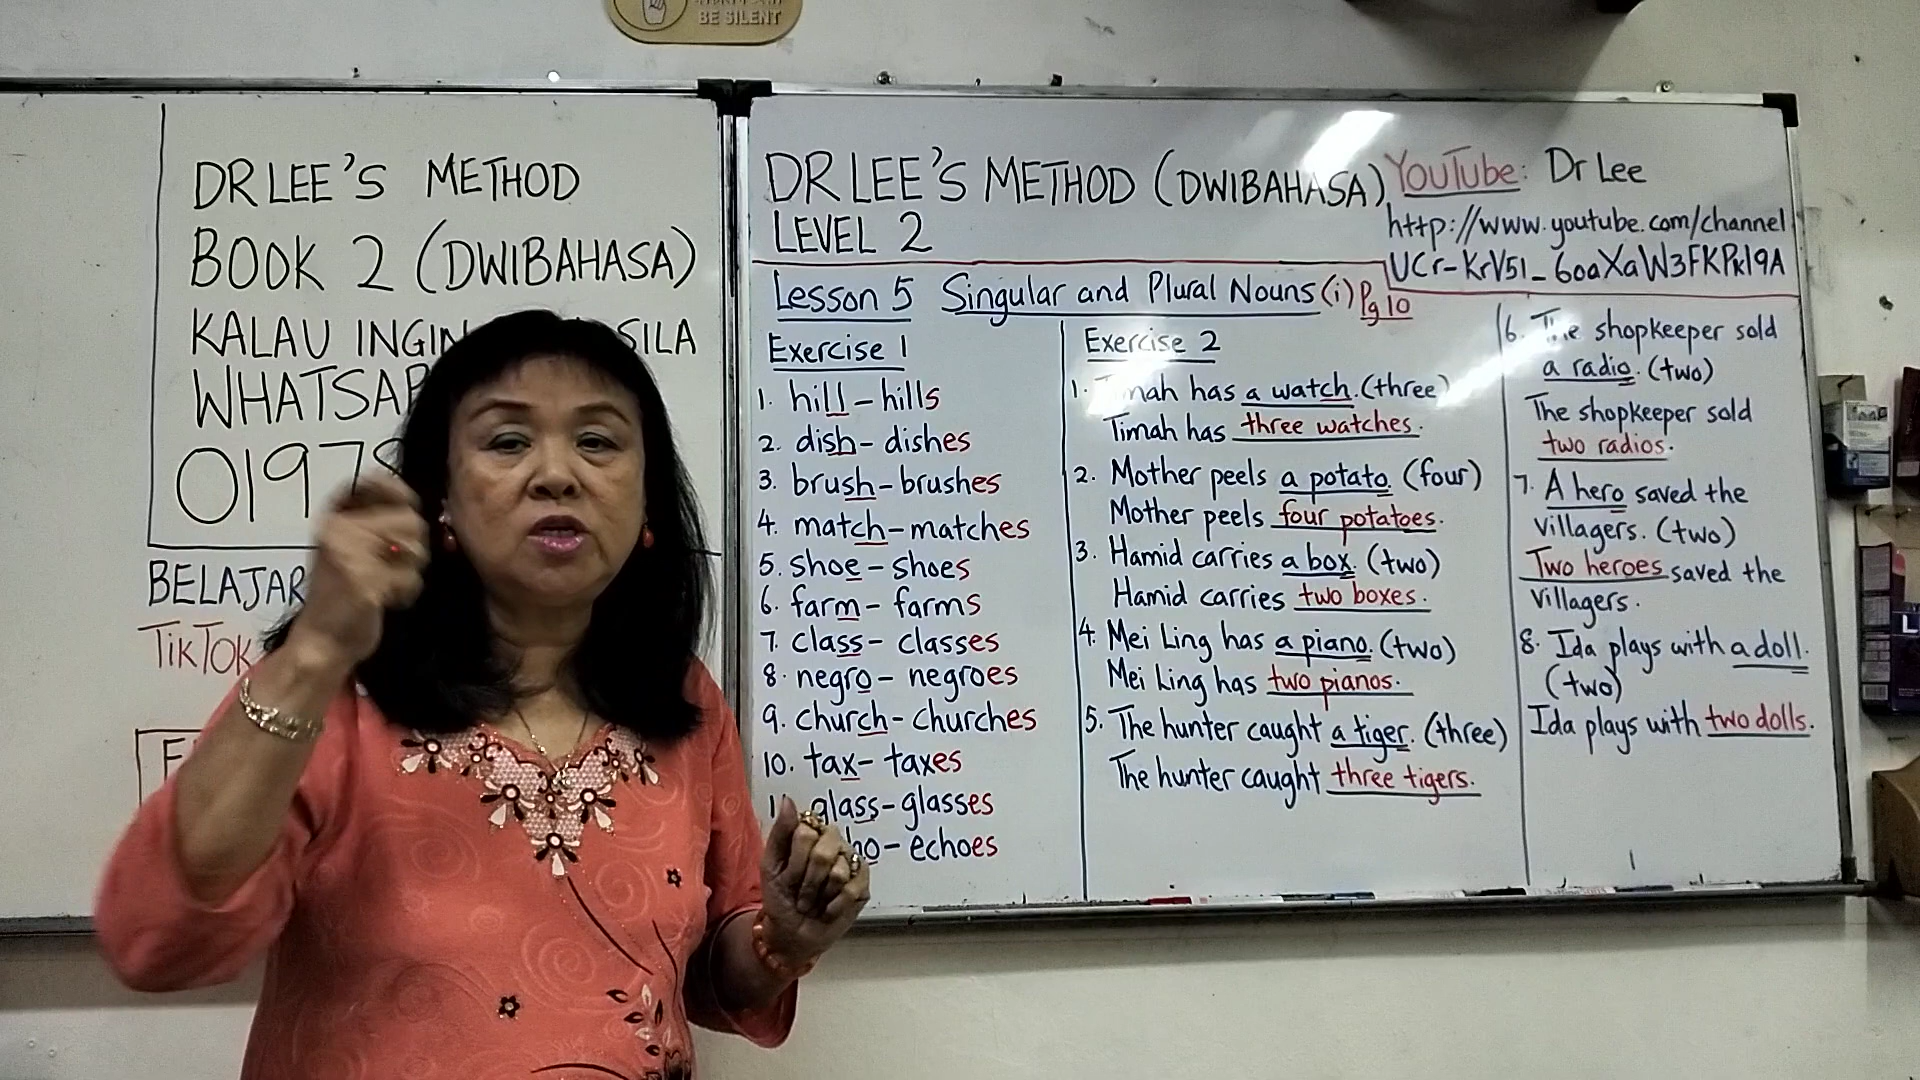 BE SILENT
DR LEE'S METHOD
BOOK 2 (DWIBAHASA)
KALAU INGIN SILA
WHATSAP
0197
BELAJAR
TIKTOK
DR LEE'S METHOD (DWIBAHASA)
LEVEL 2
YOUTUBE: Dr Lee
http://www.youtube.com/channel
UCr-KrV51_6oaXaW3FKPkl9A
Lesson 5 Singular and Plural Nouns (i) Pg 10
Exercise 1
1. hill - hills
2. dish - dishes
3. brush - brushes
4. match - matches
5. shoe - shoes
6. farm - farms
7. class - classes
8. negro - negroes
9. church - churches
10. tax - taxes
glass - glasses
ho - echoes
Exercise 2
1. Timah has a watch. (three)
Timah has three watches.
2. Mother peels a potato. (four)
Mother peels four potatoes.
3. Hamid carries a box. (two)
Hamid carries two boxes.
4. Mei Ling has a piano. (two)
Mei Ling has two pianos.
5. The hunter caught a tiger. (three)
The hunter caught three tigers.
6. The shopkeeper sold
a radio. (two)
The shopkeeper sold
two radios.
7. A hero saved the
villagers. (two)
Two heroes saved the
villagers.
8. Ida plays with a doll.
(two)
Ida plays with two dolls.